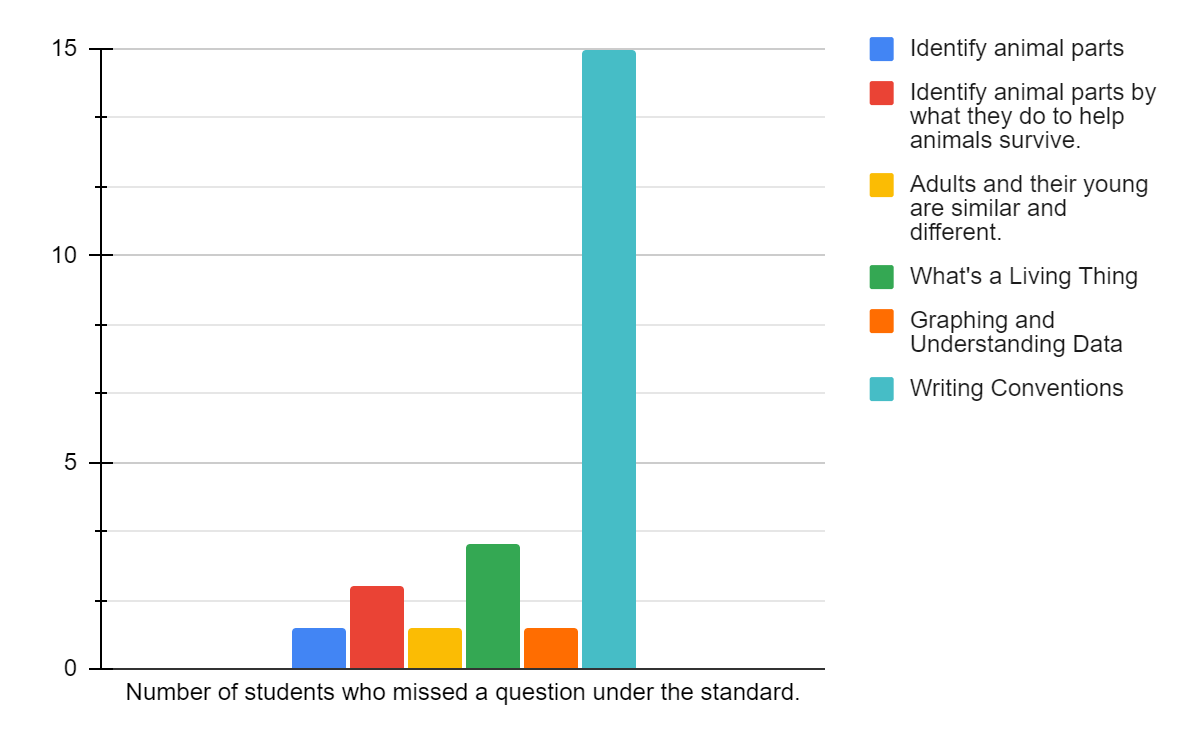 15
10
5
0
Number of students who missed a question under the standard.
Identify animal parts
Identify animal parts by
what they do to help
animals survive.
Adults and their young
are similar and
different.
What's a Living Thing
Graphing and
Understanding Data
Writing Conventions